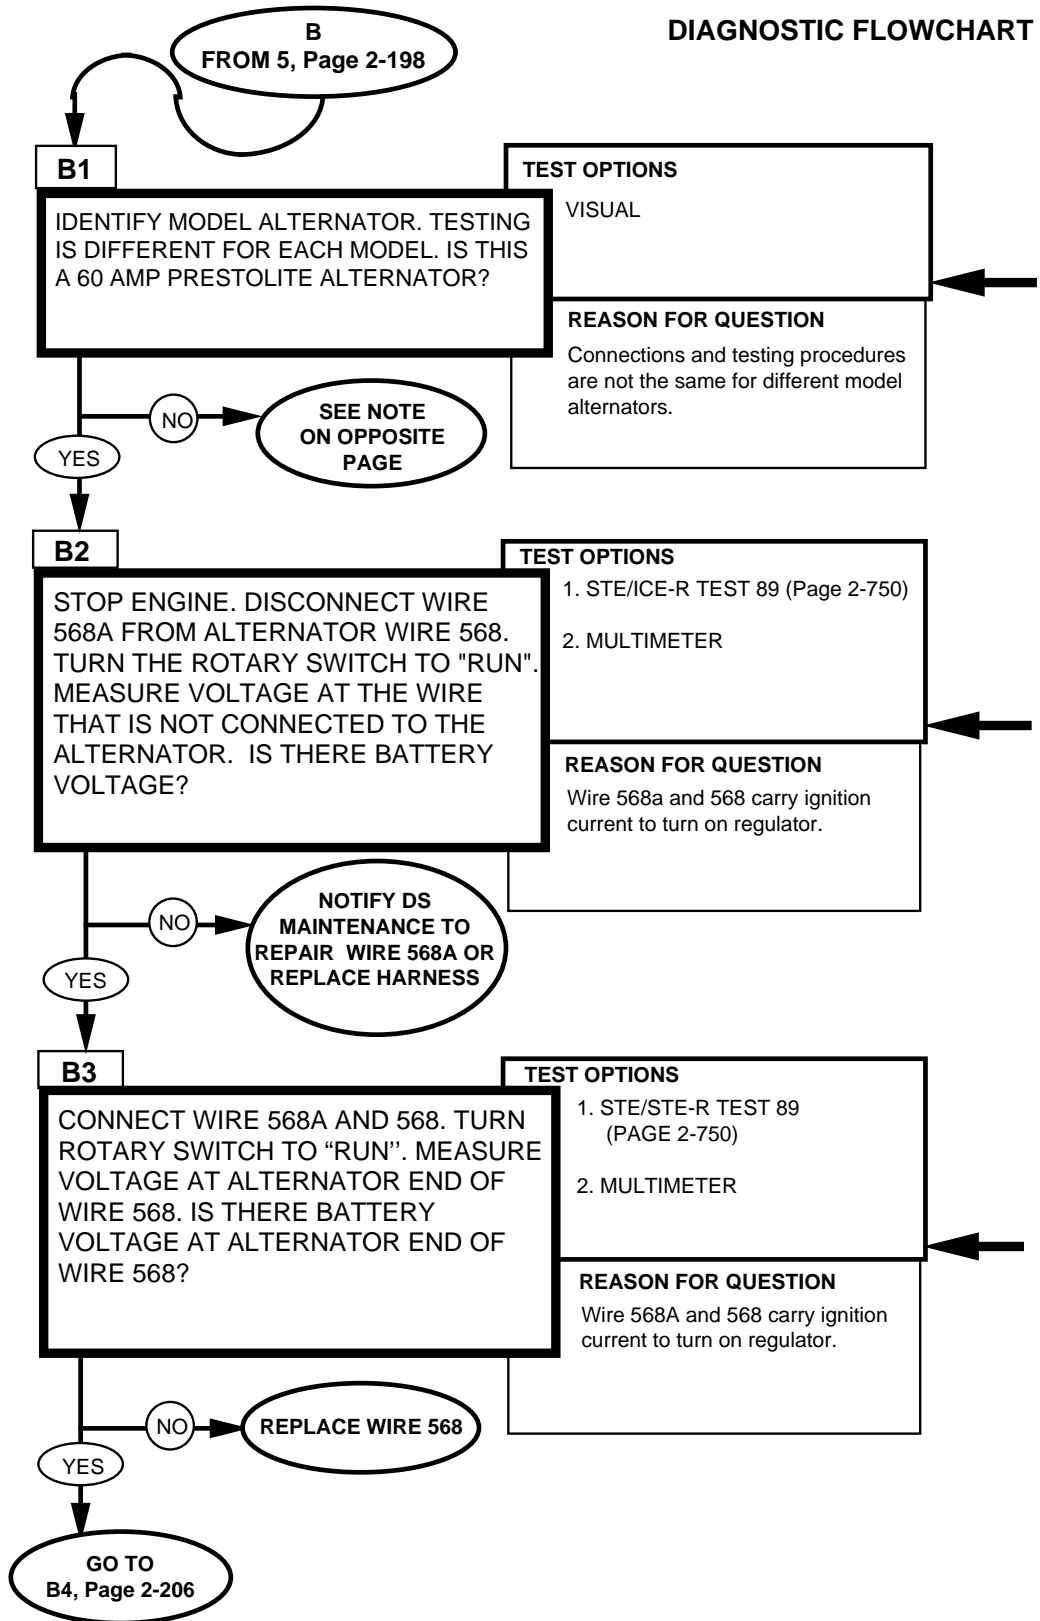 DIAGNOSTIC FLOWCHART
B
FROM 5, Page 2-198
B1
IDENTIFY MODEL ALTERNATOR. TESTING
IS DIFFERENT FOR EACH MODEL. IS THIS
A 60 AMP PRESTOLITE ALTERNATOR?
TEST OPTIONS
VISUAL
REASON FOR QUESTION
Connections and testing procedures
are not the same for different model
alternators.
NO
SEE NOTE
ON OPPOSITE
PAGE
YES
B2
STOP ENGINE. DISCONNECT WIRE
568A FROM ALTERNATOR WIRE 568.
TURN THE ROTARY SWITCH TO "RUN".
MEASURE VOLTAGE AT THE WIRE
THAT IS NOT CONNECTED TO THE
ALTERNATOR. IS THERE BATTERY
VOLTAGE?
TEST OPTIONS
1. STE/ICE-R TEST 89 (Page 2-750)
2. MULTIMETER
REASON FOR QUESTION
Wire 568a and 568 carry ignition
current to turn on regulator.
NO
NOTIFY DS
MAINTENANCE TO
REPAIR WIRE 568A OR
REPLACE HARNESS
YES
B3
CONNECT WIRE 568A AND 568. TURN
ROTARY SWITCH TO “RUN’’. MEASURE
VOLTAGE AT ALTERNATOR END OF
WIRE 568. IS THERE BATTERY
VOLTAGE AT ALTERNATOR END OF
WIRE 568?
TEST OPTIONS
1. STE/STE-R TEST 89
(PAGE 2-750)
2. MULTIMETER
REASON FOR QUESTION
Wire 568A and 568 carry ignition
current to turn on regulator.
NO
REPLACE WIRE 568
YES
GO TO
B4, Page 2-206